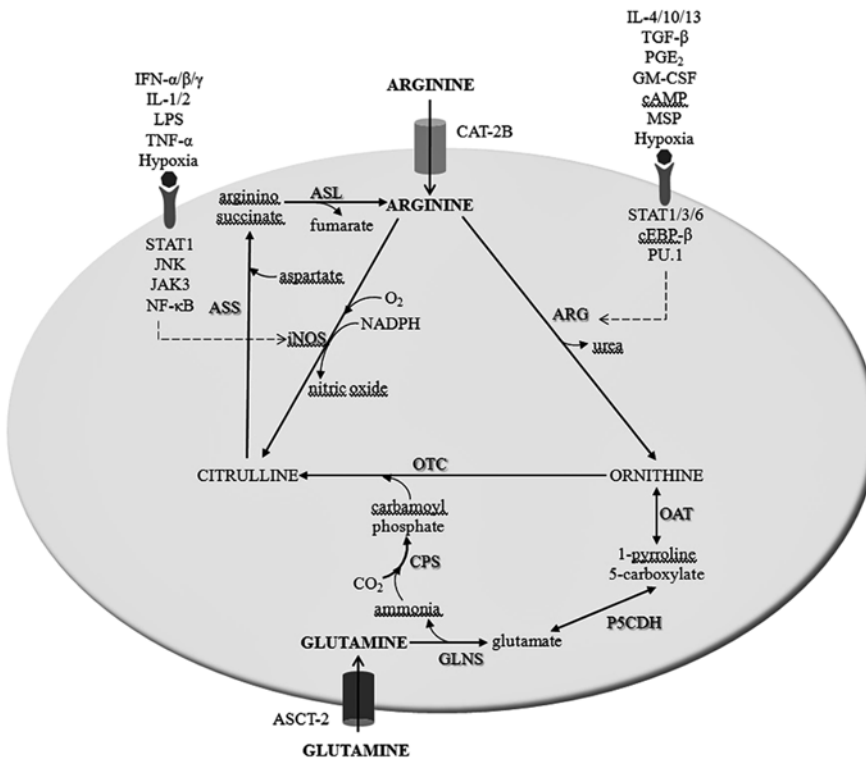 IL-4/10/13
TGF-β
PGE₂
GM-CSF
cAMP
MSP
Hypoxia
IFN-α/β/γ
IL-1/2
LPS
TNF-α
Hypoxia
ARGININE
CAT-2B
arginino
succinate
ASL
fumarate
ARGININE
STAT1/3/6
cEBP-β
PU.1
STAT1
JNK
JAK3
NF-κB
aspartate
ASS
O₂
NADPH
iNOS
nitric oxide
ARG
urea
CITRULLINE
OTC
ORNITHINE
carbamoyl
phosphate
OAT
1-pyrroline
5-carboxylate
CPS
CO₂
ammonia
P5CDH
GLUTAMINE
GLNS
glutamate
ASCT-2
GLUTAMINE